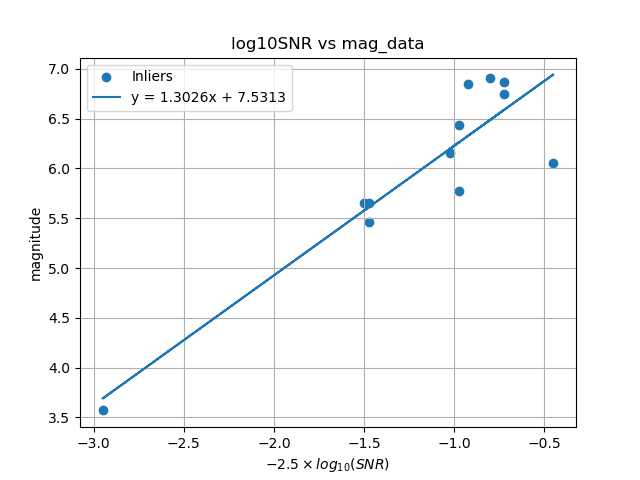 log10SNR vs mag_data
Inliers
y = 1.3026x + 7.5313
7.0
6.5
6.0
5.5
5.0
4.5
4.0
3.5
magnitude
−3.0 −2.5 −2.0 −1.5 −1.0 −0.5
−2.5 × log10(SNR)